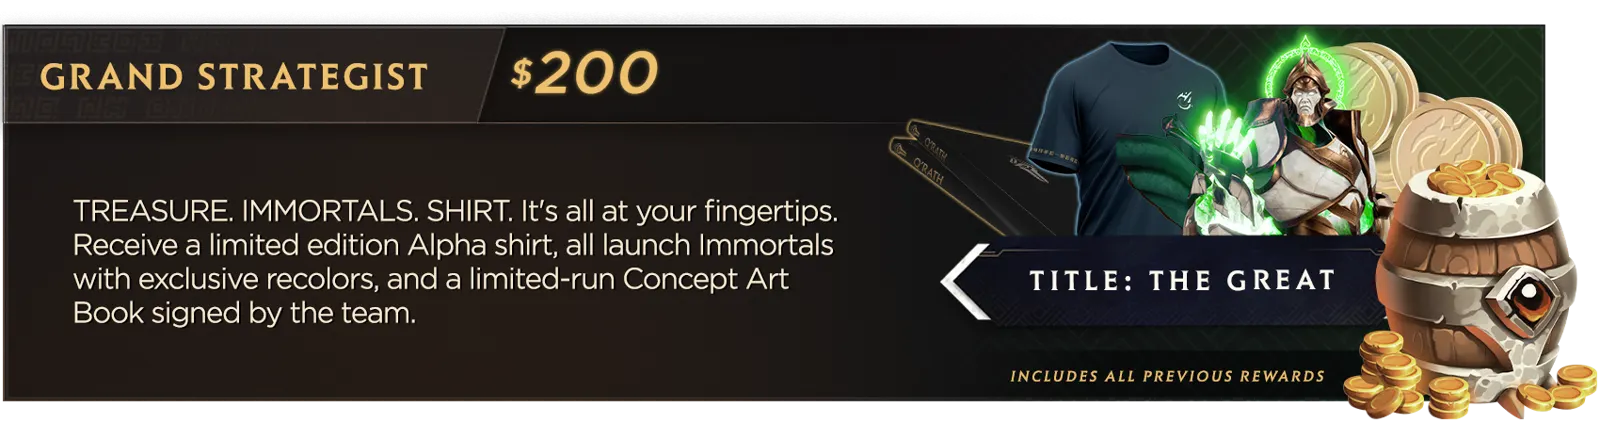 GRAND STRATEGIST
$200
TREASURE. IMMORTALS. SHIRT. It's all at your fingertips.
Receive a limited edition Alpha shirt, all launch Immortals
with exclusive recolors, and a limited-run Concept Art
Book signed by the team.
O'RATH
O'RATH
TITLE: THE GREAT
INCLUDES ALL PREVIOUS REWARDS